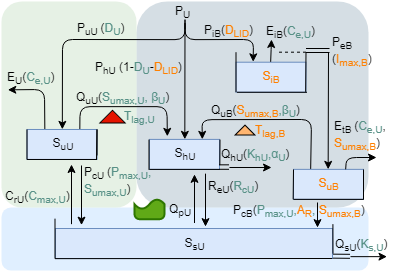 P_U
P_uU (D_U)
P_iB(D_LID)
E_iB(C_e,U)
P_eB
(I_max,B)
P_hU (1-D_U-D_LID)
S_iB
E_U(C_e,U)
Q_uU(S_umax,U, β_U)
Q_uB(S_umax,B,β_U)
T_lag,U
T_lag,B
E_tB (C_e,U,
S_umax,B)
S_uU
S_hU
Q_hU(K_hU,α_U)
S_uB
P_cU (P_max,U,
S_umax,U)
R_eU(R_cU)
C_rU(C_max,U)
Q_pU
P_cB(P_max,U,A_R, S_umax,B)
S_sU
Q_sU(K_s,U)